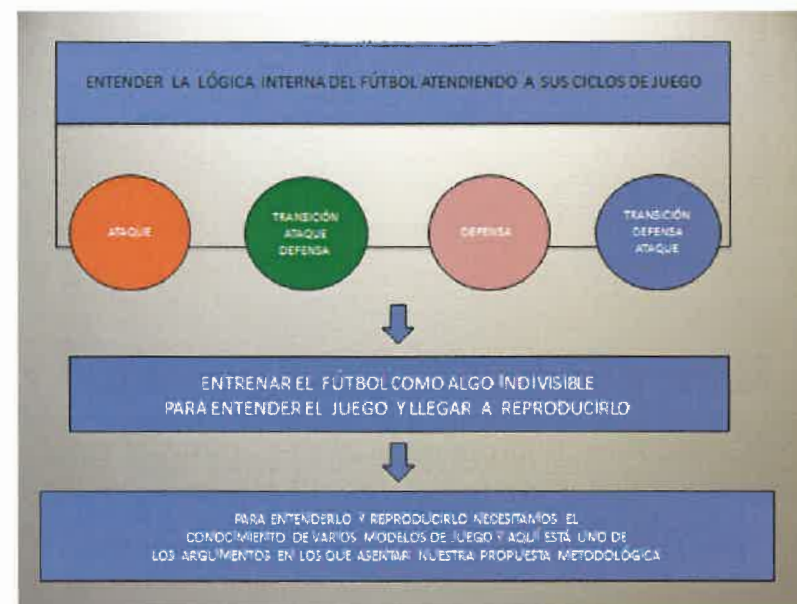 ENTENDER LA LÓGICA INTERNA DEL FÚTBOL ATENDIENDO A SUS CICLOS DE JUEGO
ATAQUE
TRANSICIÓN
ATAQUE
DEFENSA
DEFENSA
TRANSICIÓN
DEFENSA
ATAQUE
ENTRENAR EL FÚTBOL COMO ALGO INDIVISIBLE
PARA ENTENDER EL JUEGO Y LLEGAR A REPRODUCIRLO
PARA ENTENDERLO Y REPRODUCIRLO NECESITAMOS EL
CONOCIMIENTO DE VARIOS MODELOS DE JUEGO Y AQUÍ ESTÁ UNO DE
LOS ARGUMENTOS EN LOS QUE ASENTAR NUESTRA PROPUESTA METODOLÓGICA